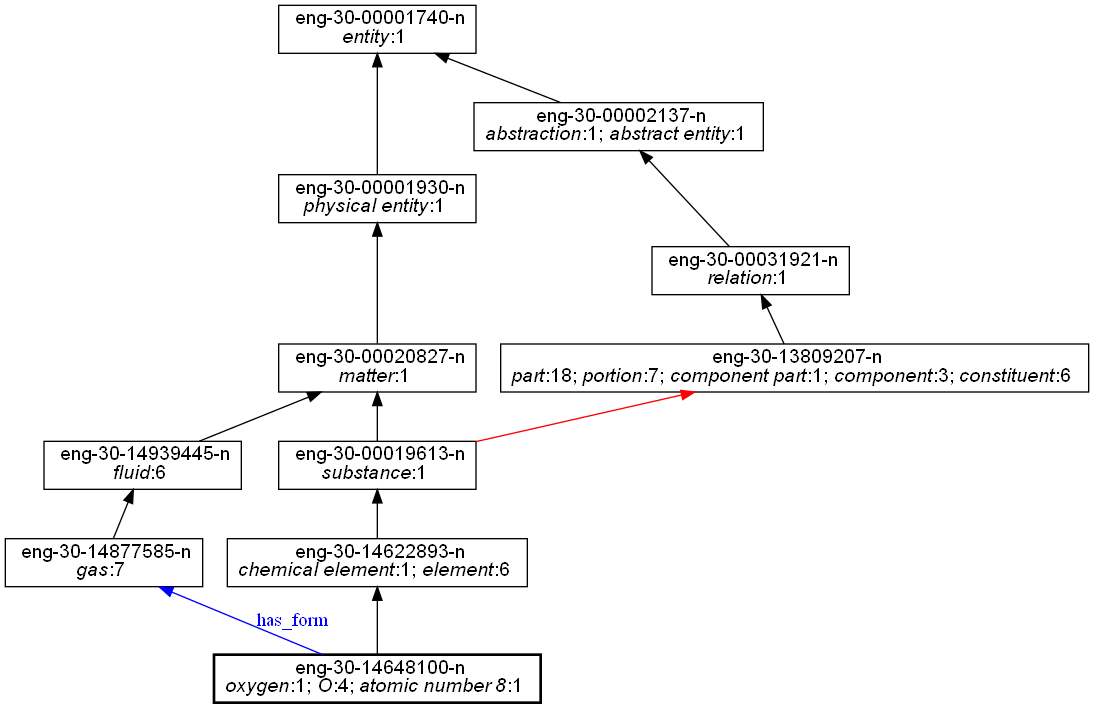 eng-30-00001740-n
entity:1
eng-30-00002137-n
abstraction:1; abstract entity:1
eng-30-00001930-n
physical entity:1
eng-30-00031921-n
relation:1
eng-30-00020827-n
matter:1
eng-30-13809207-n
part:18; portion:7; component part:1; component:3; constituent:6
eng-30-14939445-n
fluid:6
eng-30-00019613-n
substance:1
eng-30-14877585-n
gas:7
eng-30-14622893-n
chemical element:1; element:6
has_form
eng-30-14648100-n
oxygen:1; O:4; atomic number 8:1